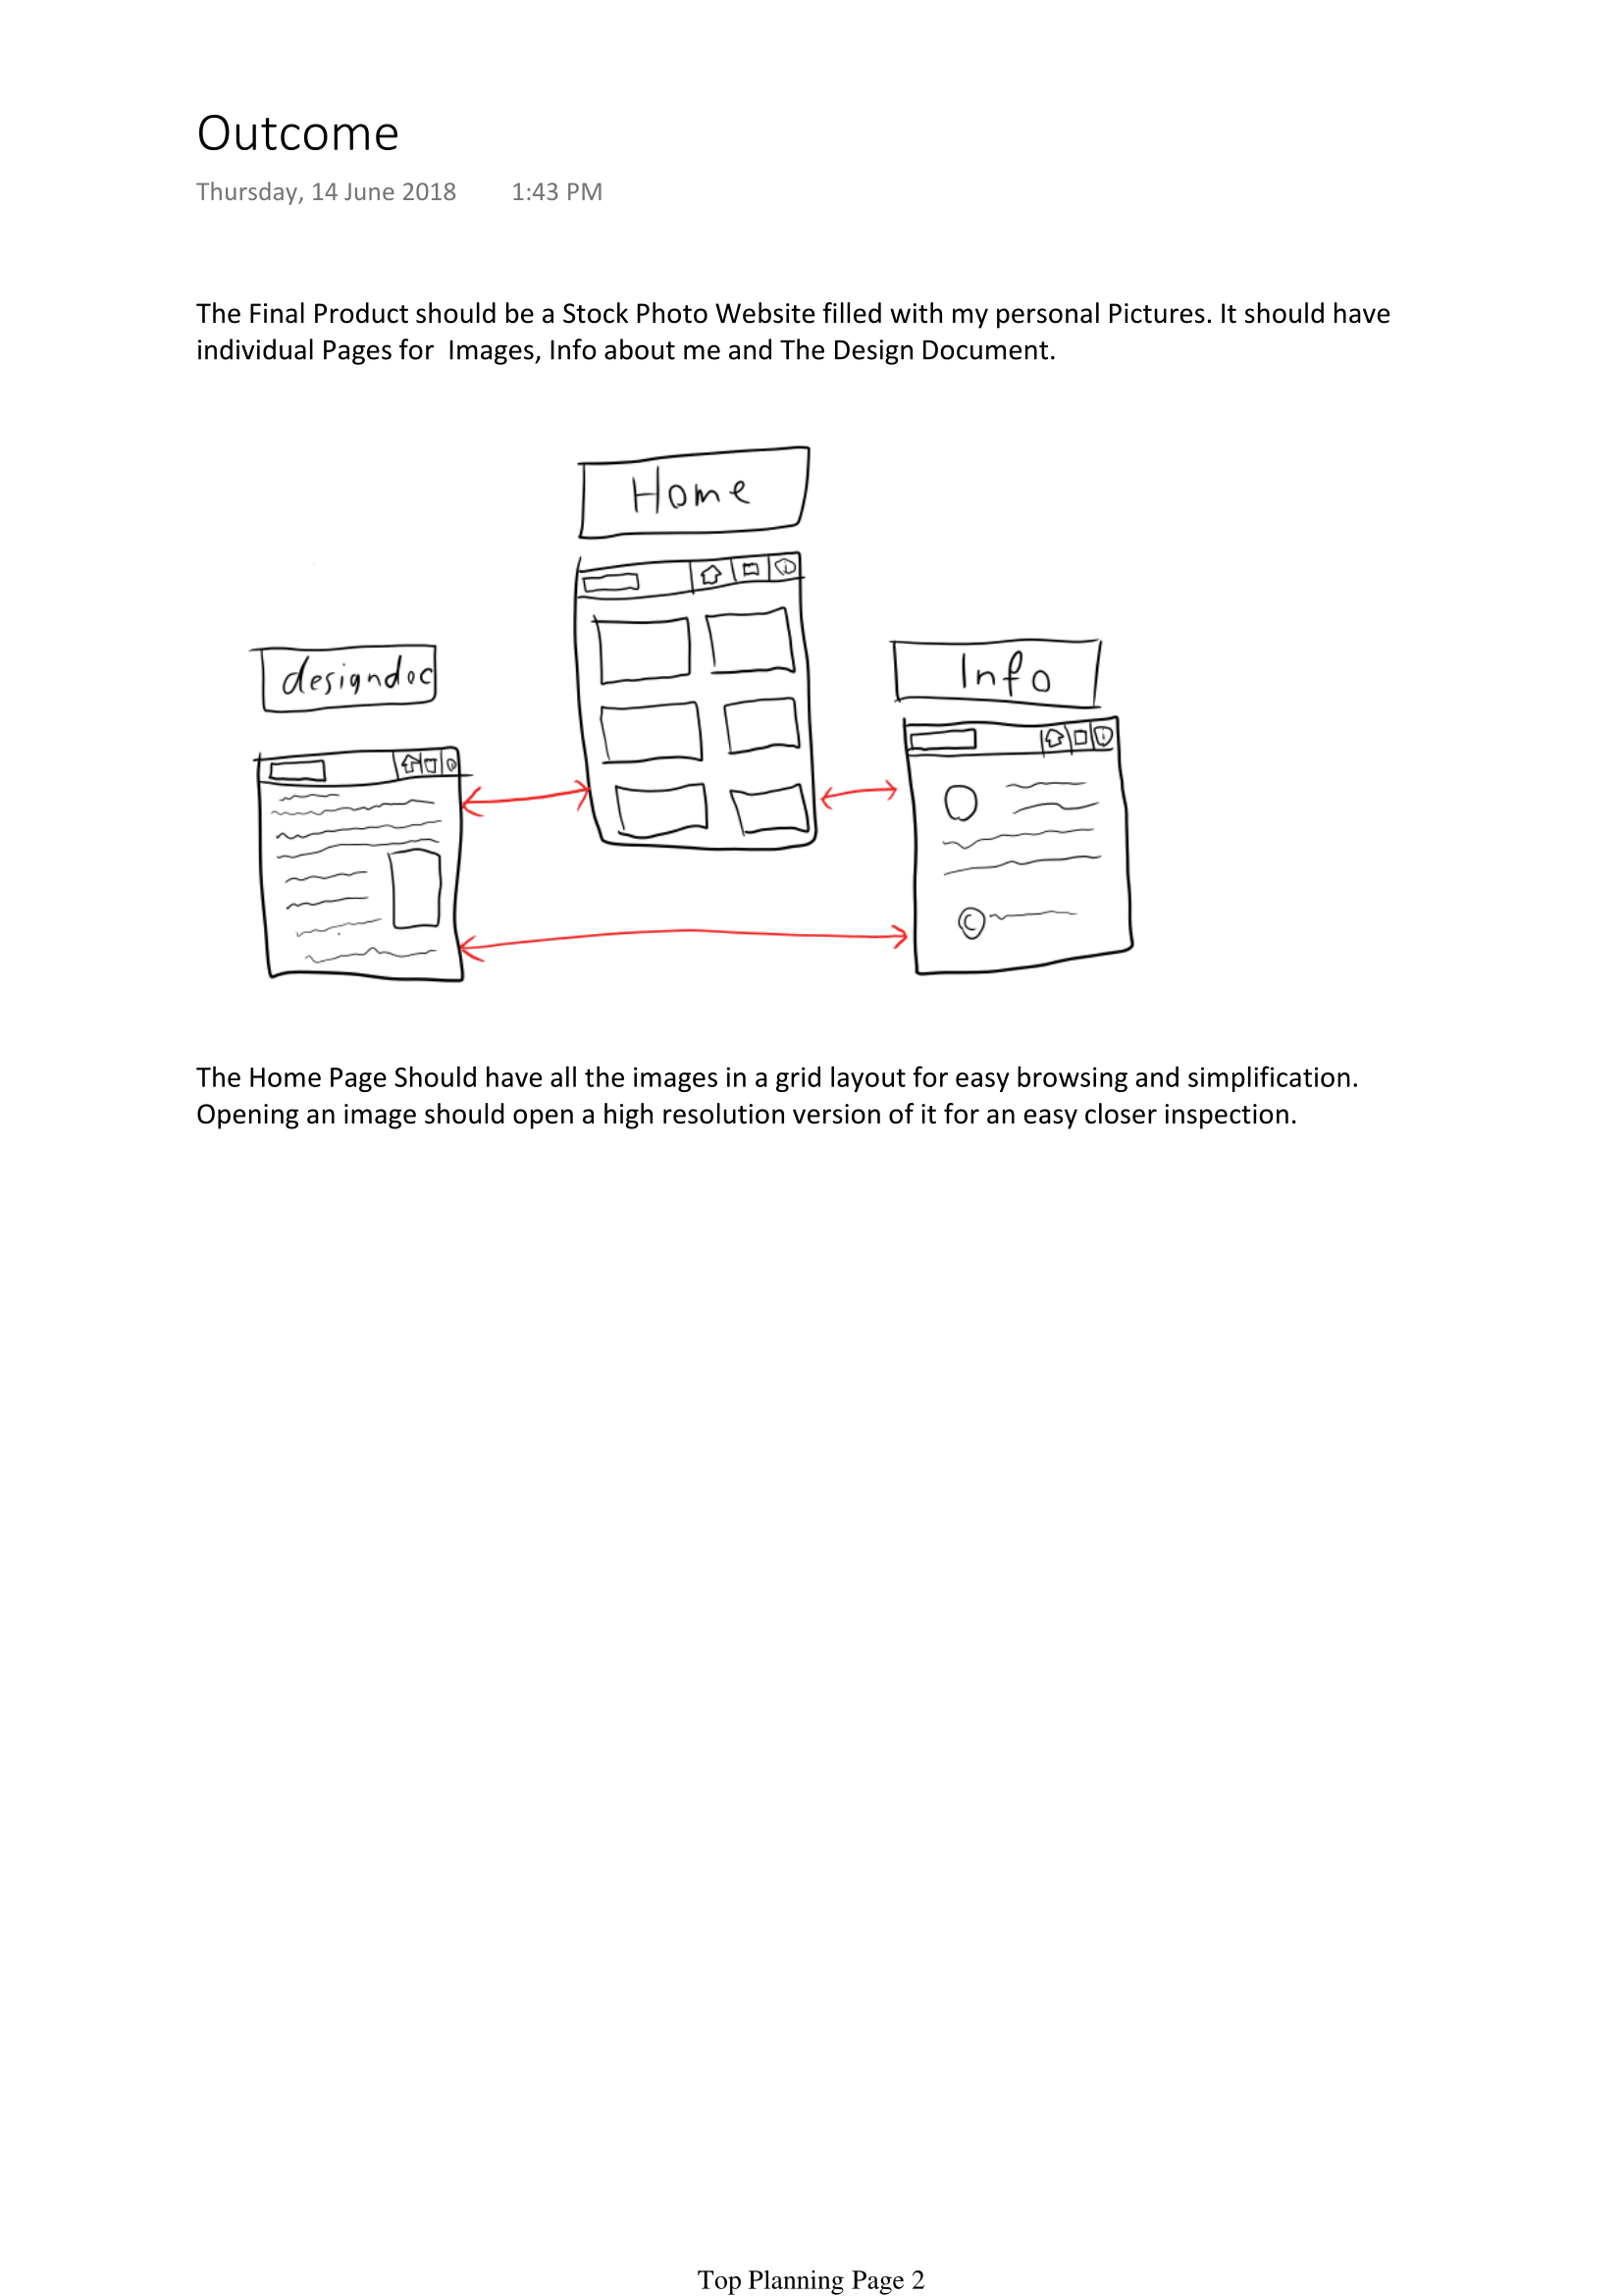 Outcome
Thursday, 14 June 2018 1:43 PM
The Final Product should be a Stock Photo Website filled with my personal Pictures. It should have
individual Pages for  Images, Info about me and The Design Document.
Home
designdoc
Info
©
The Home Page Should have all the images in a grid layout for easy browsing and simplification.
Opening an image should open a high resolution version of it for an easy closer inspection.
Top Planning Page 2